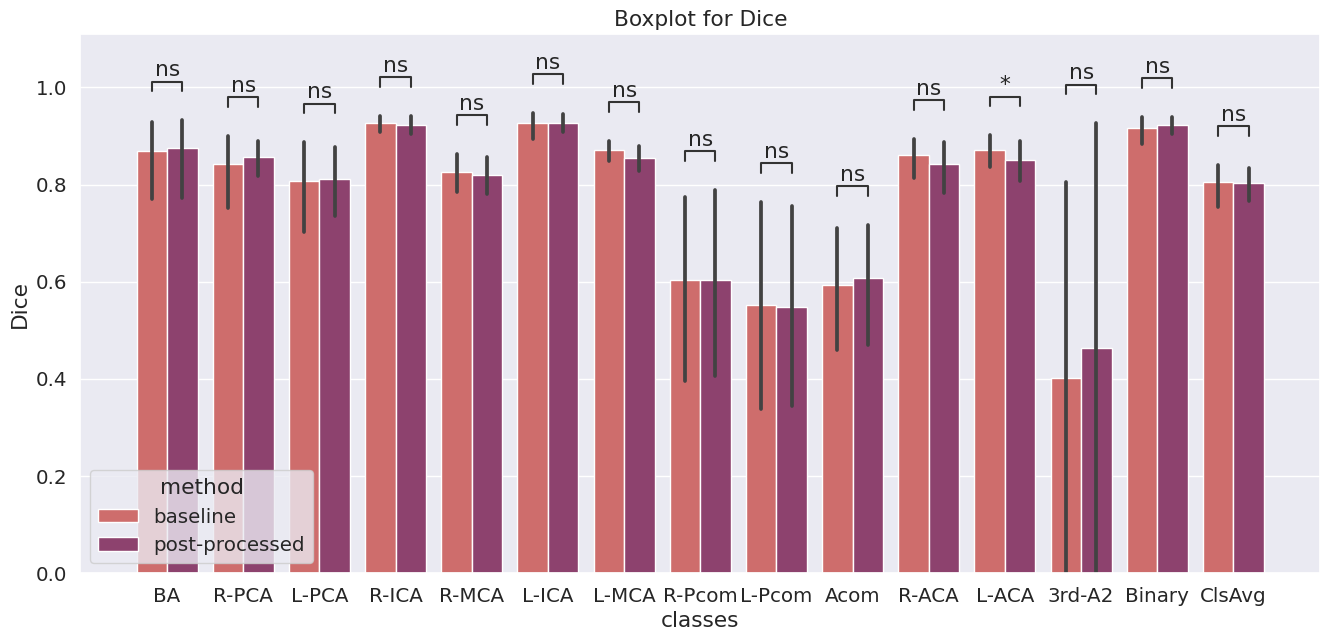 Boxplot for Dice
ns ns ns ns ns ns ns ns ns ns ns * ns ns ns
Dice
1.0
0.8
0.6
0.4
0.2
0.0
method
baseline
post-processed
BA R-PCA L-PCA R-ICA R-MCA L-ICA L-MCA R-Pcom L-Pcom Acom R-ACA L-ACA 3rd-A2 Binary ClsAvg
classes